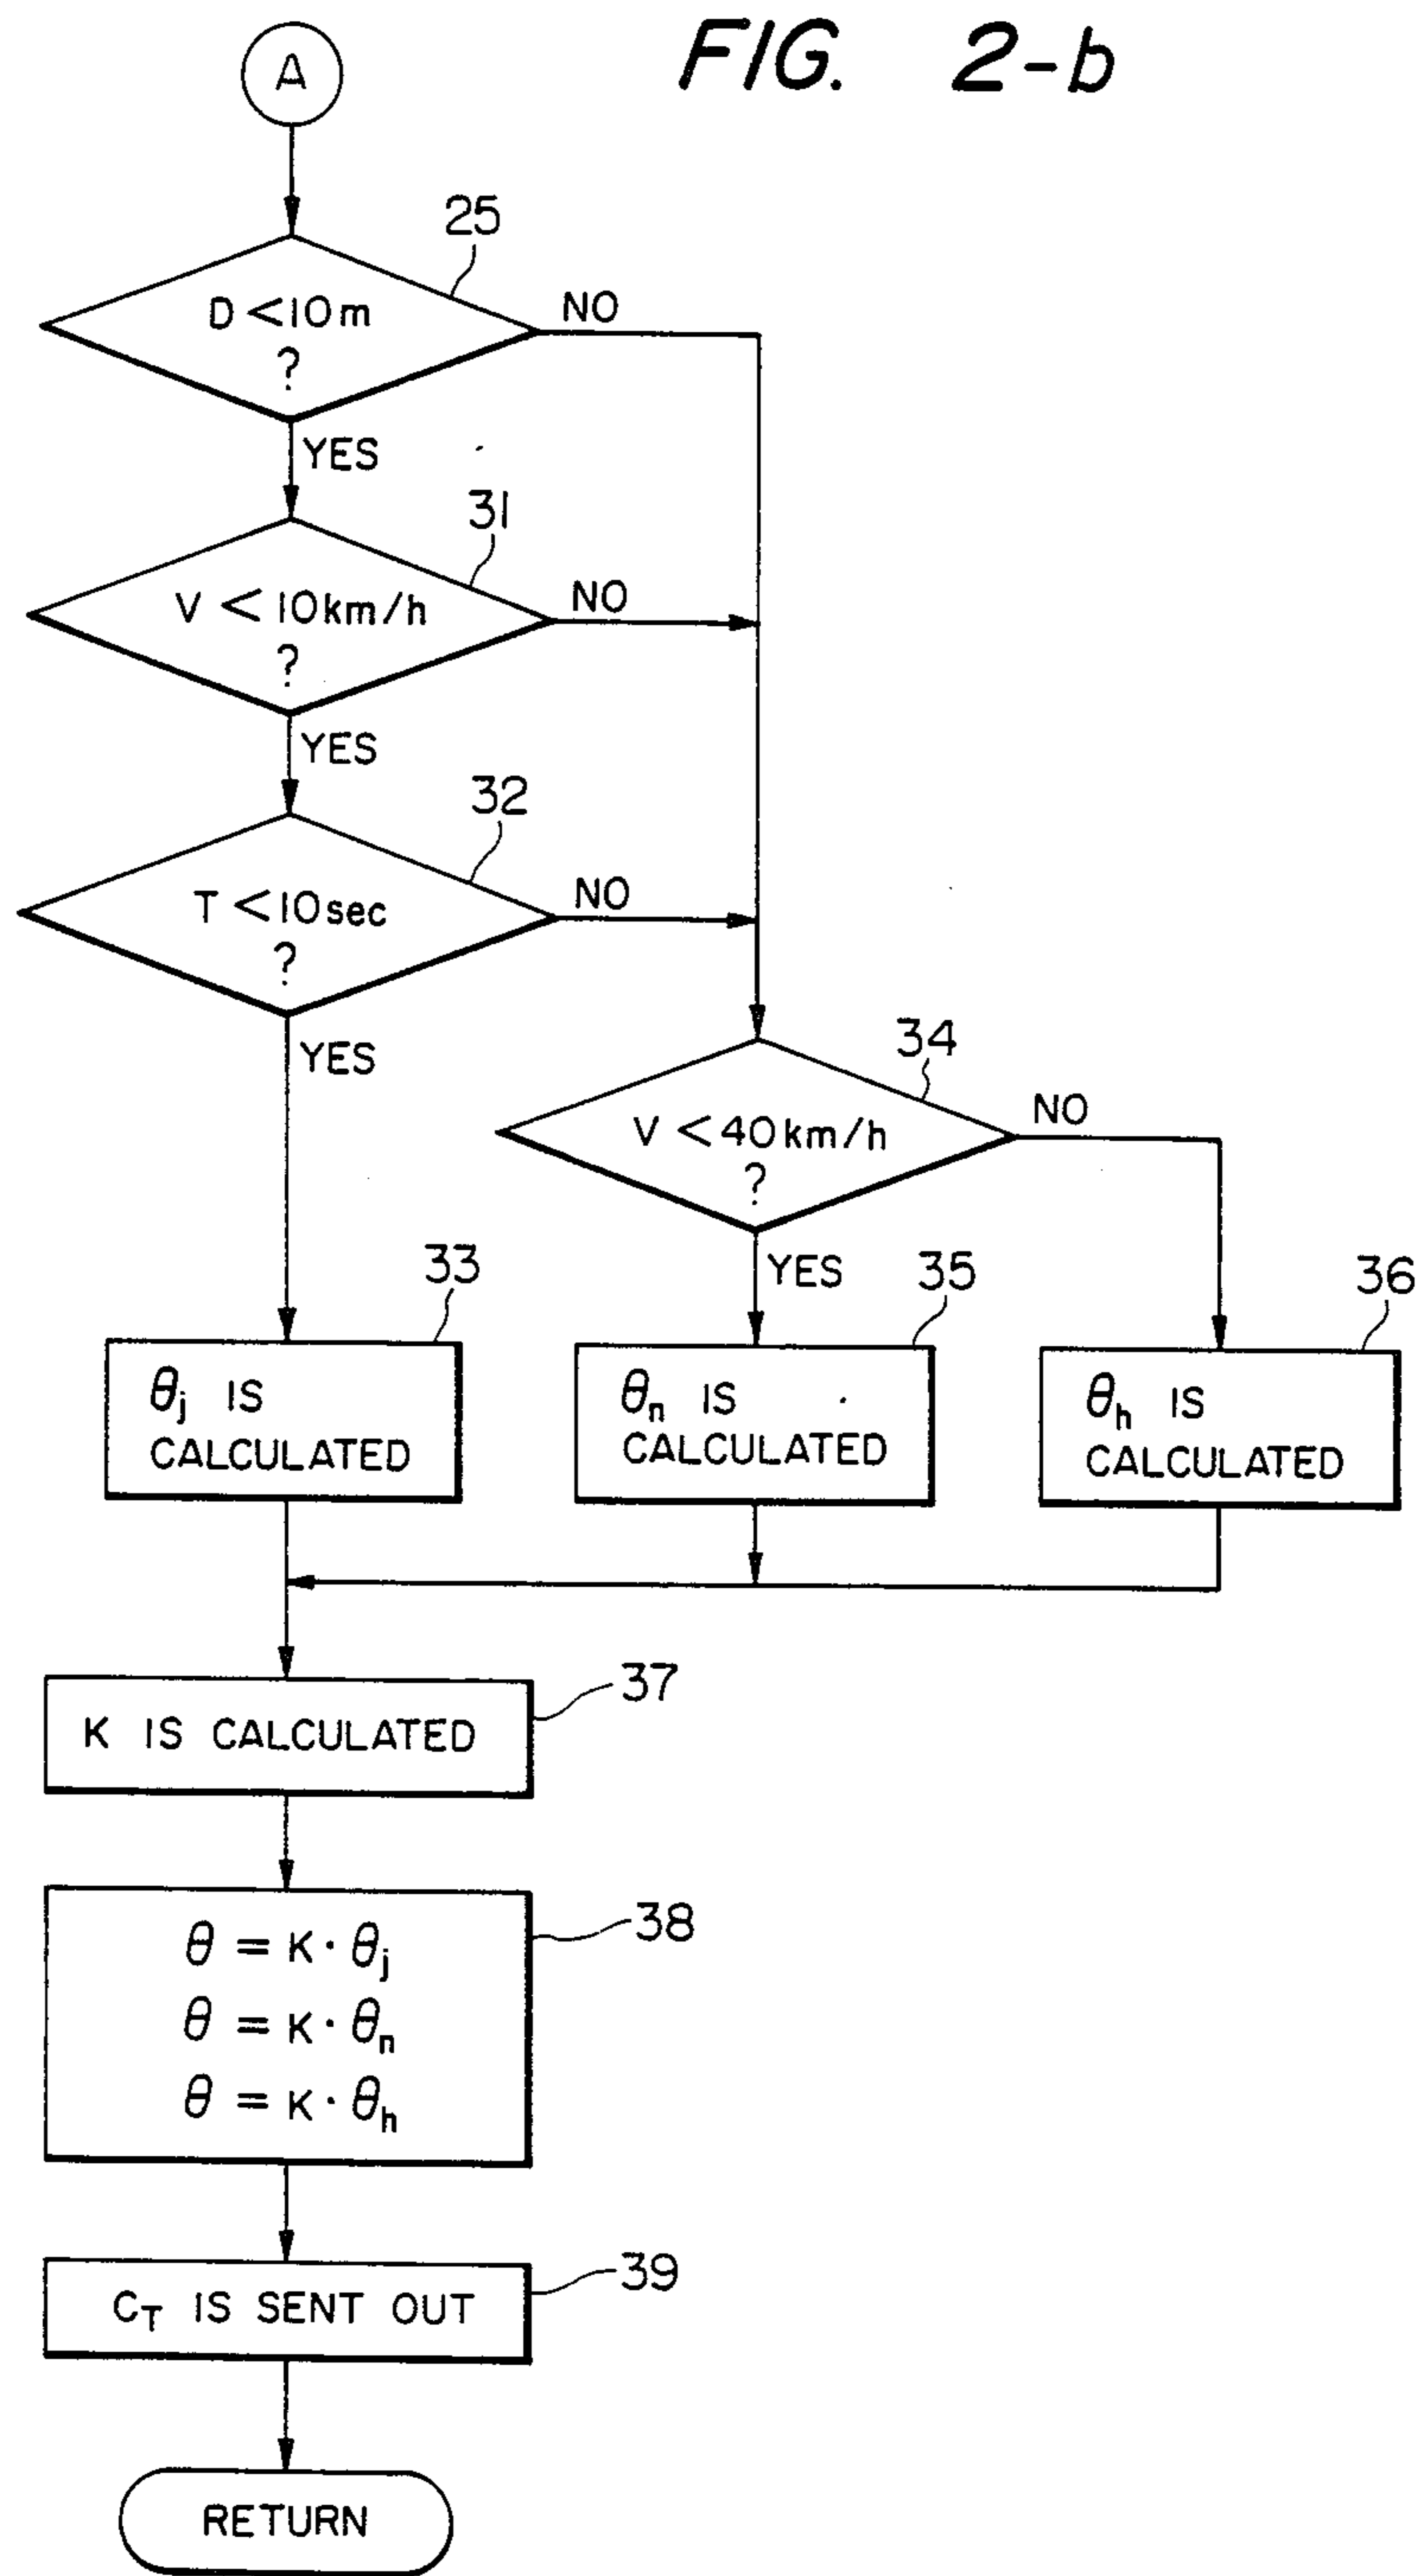 FIG. 2-b
A
25
D < 10 m
?
NO
YES
31
V < 10 km/h
?
NO
YES
32
T < 10 sec
?
NO
YES
34
V < 40 km/h
?
NO
YES
33
θj IS
CALCULATED
35
θn IS
CALCULATED
36
θh IS
CALCULATED
37
K IS CALCULATED
38
θ = K · θj
θ = K · θn
θ = K · θh
39
CT IS SENT OUT
RETURN